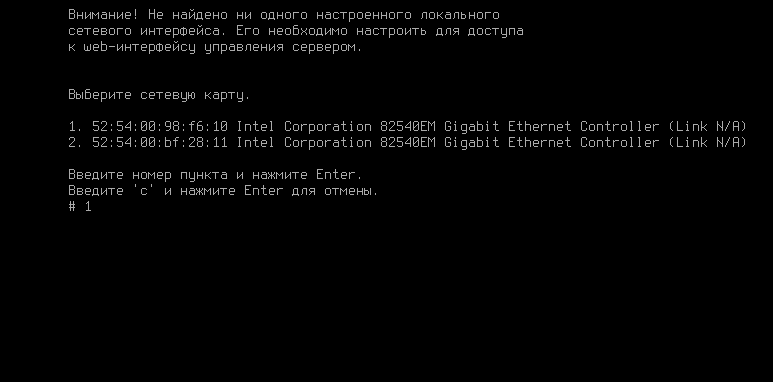 Внимание! Не найдено ни одного настроенного локального
сетевого интерфейса. Его необходимо настроить для доступа
к web-интерфейсу управления сервером.
Выберите сетевую карту.
1. 52:54:00:98:f6:10 Intel Corporation 82540EM Gigabit Ethernet Controller (Link N/A)
2. 52:54:00:bf:28:11 Intel Corporation 82540EM Gigabit Ethernet Controller (Link N/A)
Введите номер пункта и нажмите Enter.
Введите 'c' и нажмите Enter для отмены.
# 1